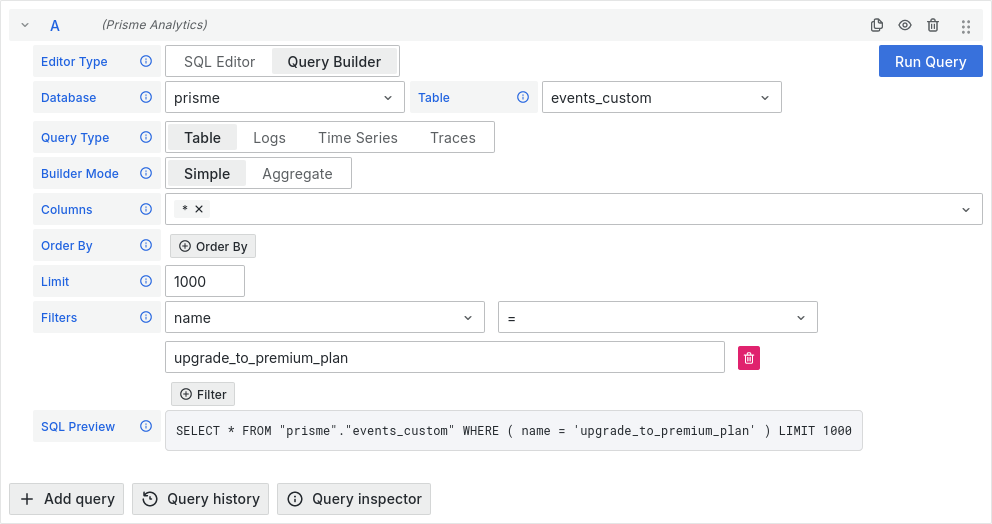 A (Prisme Analytics)
Editor Type SQL Editor Query Builder Run Query
Database prisme Table events_custom
Query Type Table Logs Time Series Traces
Builder Mode Simple Aggregate
Columns * ×
Order By Order By
Limit 1000
Filters name =
upgrade_to_premium_plan
Filter
SQL Preview SELECT * FROM "prisme"."events_custom" WHERE ( name = 'upgrade_to_premium_plan' ) LIMIT 1000
Add query Query history Query inspector